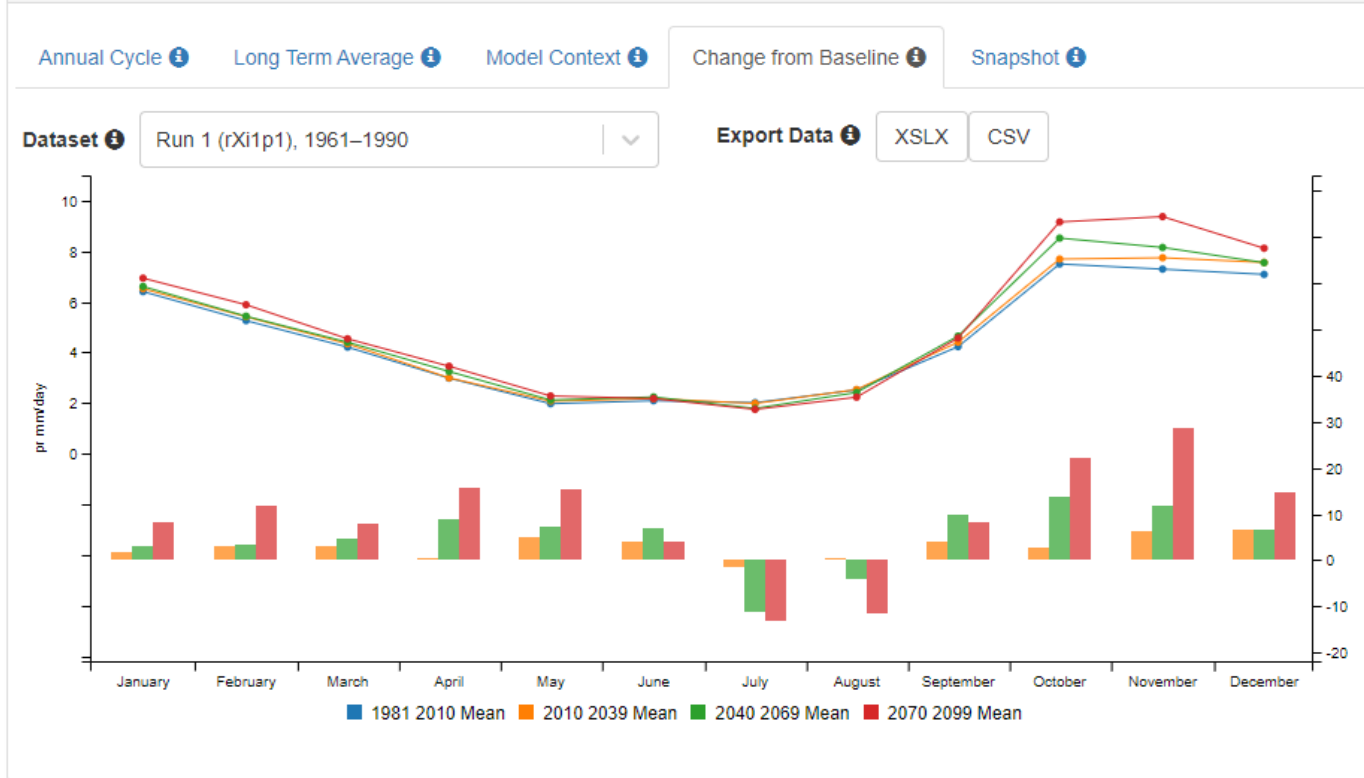 Annual Cycle Long Term Average Model Context Change from Baseline Snapshot
Dataset Run 1 (rXi1p1), 1961–1990 Export Data XSLX CSV
10
8
6
4
2
0
pr mm/day
40
30
20
10
0
-10
-20
January February March April May June July August September October November December
1981 2010 Mean 2010 2039 Mean 2040 2069 Mean 2070 2099 Mean